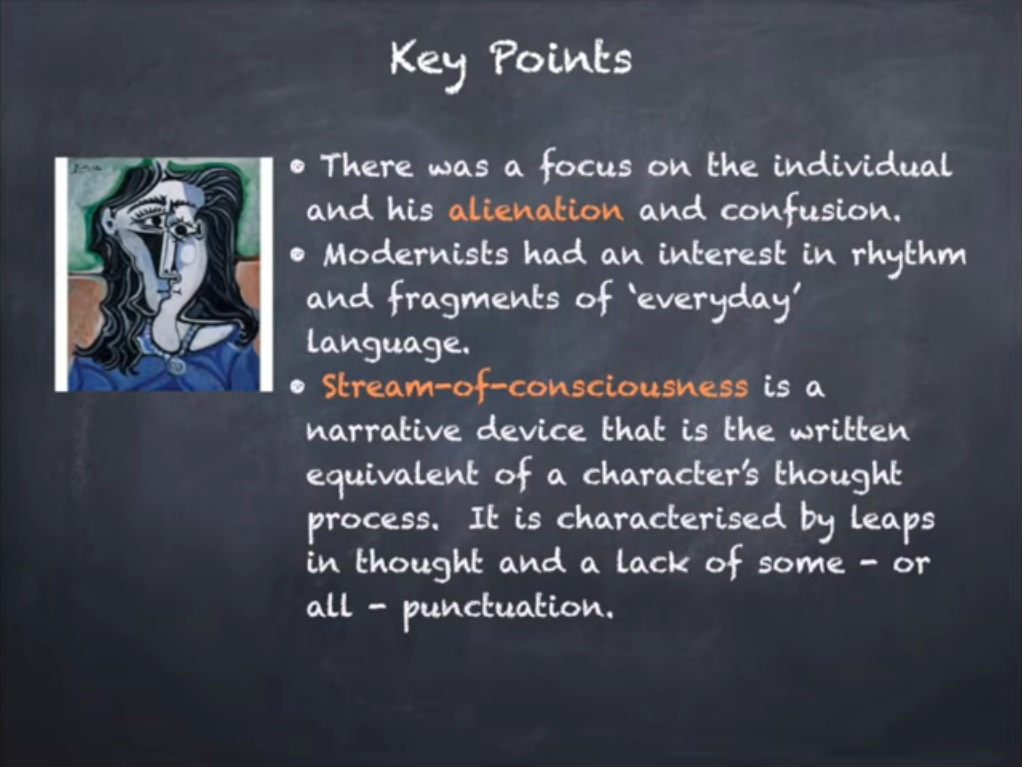 Key Points
• There was a focus on the individual
and his alienation and confusion.
• Modernists had an interest in rhythm
and fragments of ‘everyday’
language.
• Stream-of-consciousness is a
narrative device that is the written
equivalent of a character’s thought
process. It is characterised by leaps
in thought and a lack of some – or
all – punctuation.